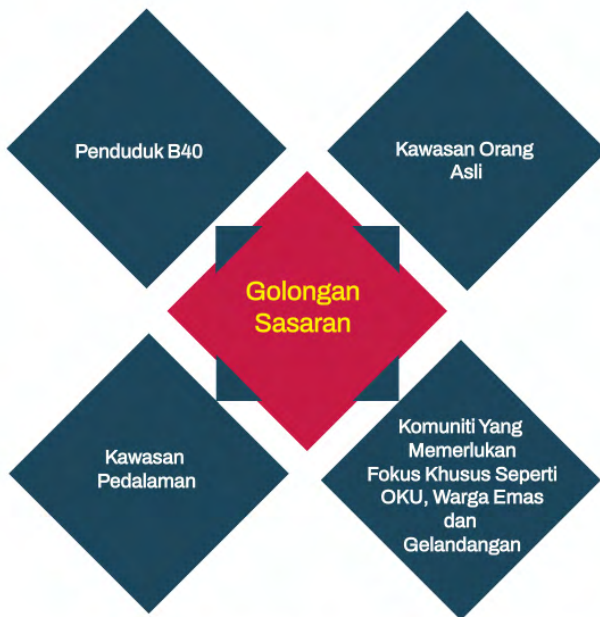 Penduduk B40
Kawasan Orang
Asli
Golongan
Sasaran
Kawasan
Pedalaman
Komuniti Yang
Memerlukan
Fokus Khusus Seperti
OKU, Warga Emas
dan
Gelandangan